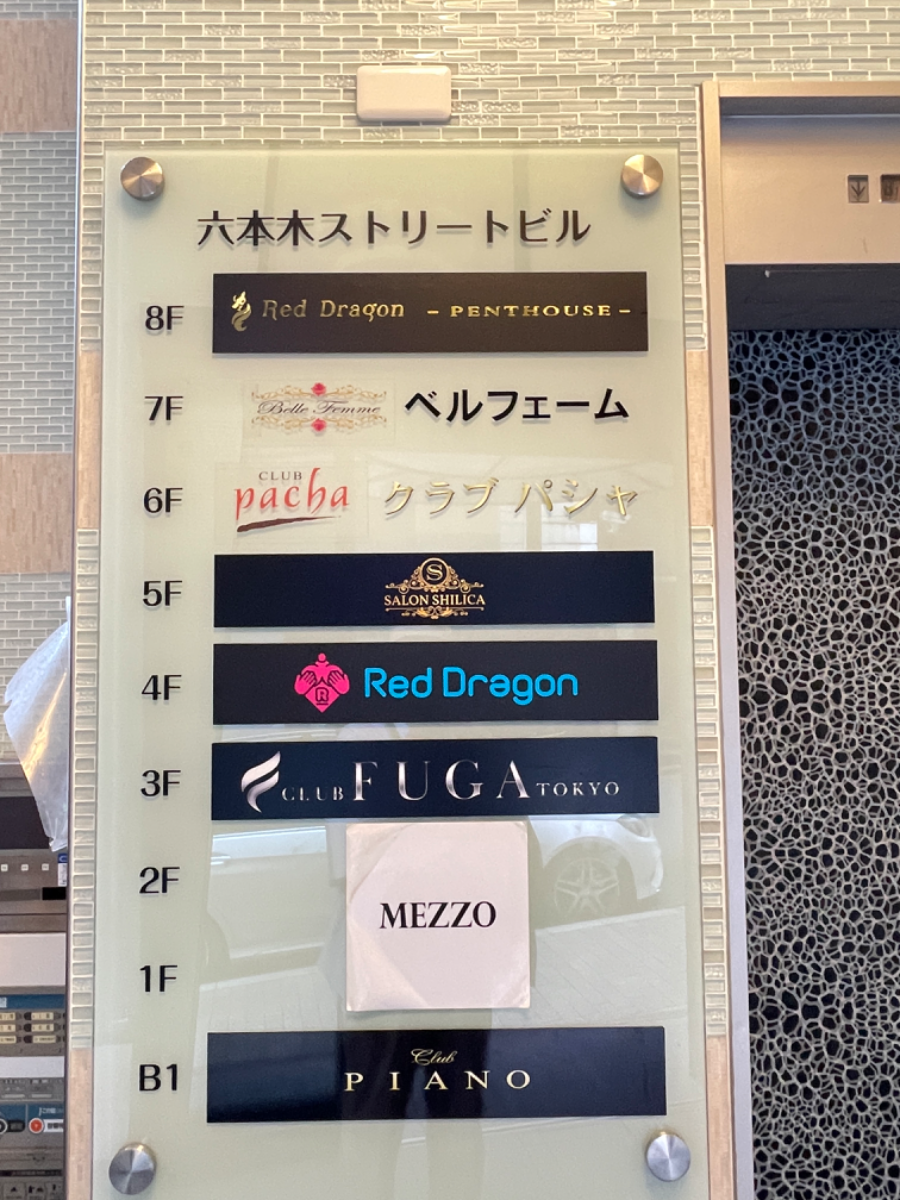 六本木ストリートビル
8F Red Dragon - PENTHOUSE -
7F Belle Femme ベルフェーム
6F CLUB pacha クラブ パシャ
5F S SALON SHILICA
4F Red Dragon
3F CLUB FUGA TOKYO
2F
MEZZO
1F
B1 Club PIANO